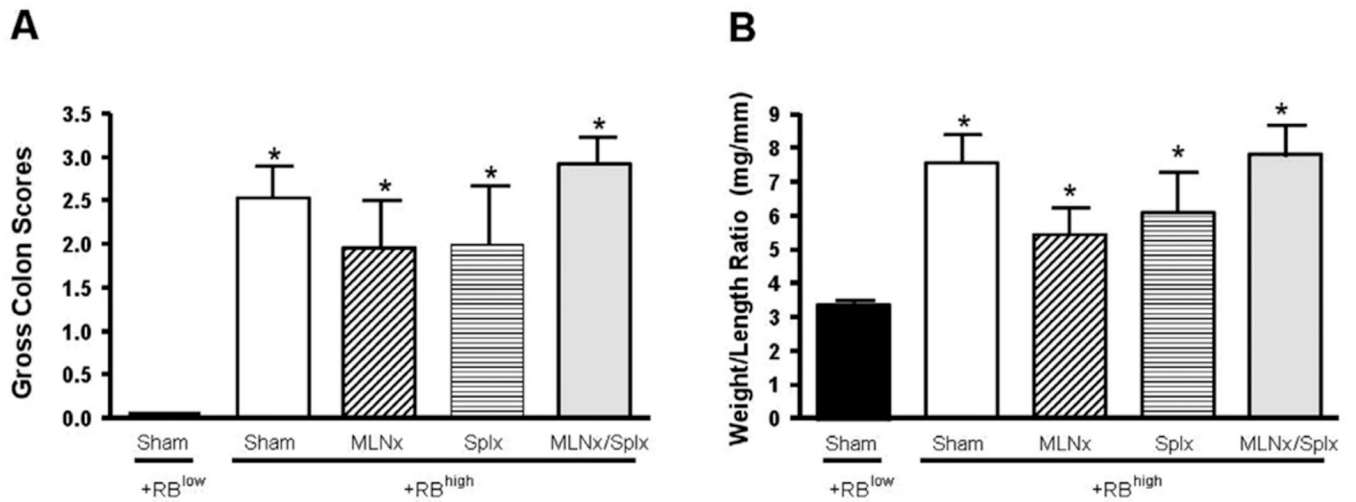 A
Gross Colon Scores
3.5
3.0
2.5
2.0
1.5
1.0
0.5
0.0
* * * *
Sham Sham MLNx Splx MLNx/Splx
+RBlow +RBhigh
B
Weight/Length Ratio (mg/mm)
9
8
7
6
5
4
3
2
1
0
* * * *
Sham Sham MLNx Splx MLNx/Splx
+RBlow +RBhigh